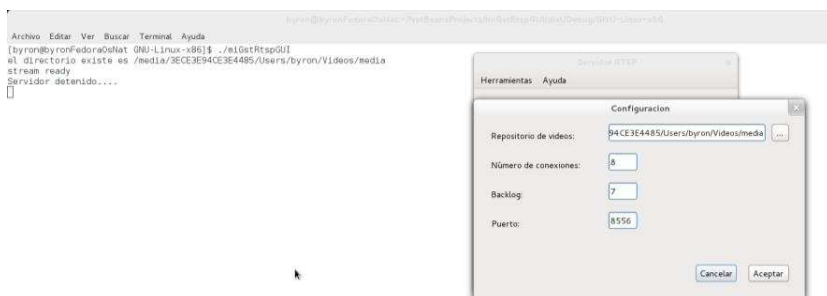 Archivo Editar Ver Buscar Terminal Ayuda
[byron@byronFedoraOsNat GNU-Linux-x86]$ ./miGstRtspGUI
el directorio existe es /media/3ECE3E94CE3E4485/Users/byron/Videos/media
stream ready
Servidor detenido....
Servidor RTSP
Herramientas Ayuda
Configuracion
Repositorio de videos: 94CE3E4485/Users/byron/Videos/media ...
Número de conexiones: 8
Backlog: 7
Puerto: 8556
Cancelar Aceptar